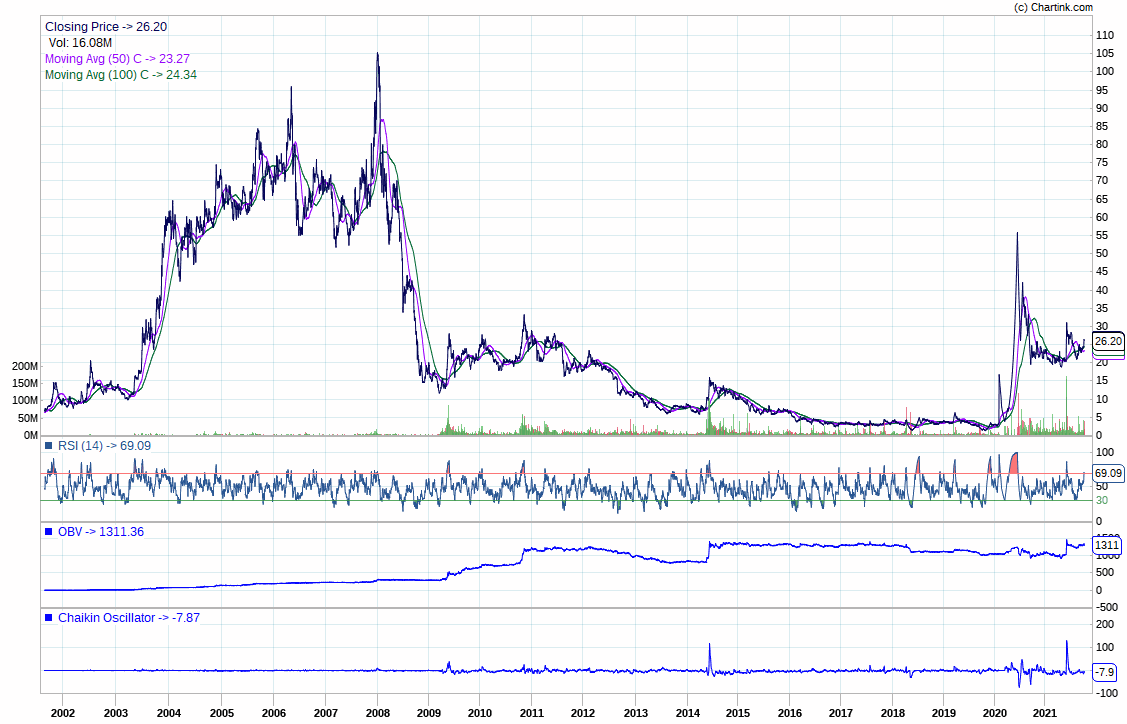 (c) Chartink.com
Closing Price -> 26.20
Vol: 16.08M
Moving Avg (50) C -> 23.27
Moving Avg (100) C -> 24.34
110
105
100
95
90
85
80
75
70
65
60
55
50
45
40
35
30
26.20
20
15
10
5
0
200M
150M
100M
50M
0M
RSI (14) -> 69.09
100
69.09
50
30
0
OBV -> 1311.36
1500
1311
1000
500
0
-500
Chaikin Oscillator -> -7.87
200
100
-7.9
-100
2002 2003 2004 2005 2006 2007 2008 2009 2010 2011 2012 2013 2014 2015 2016 2017 2018 2019 2020 2021